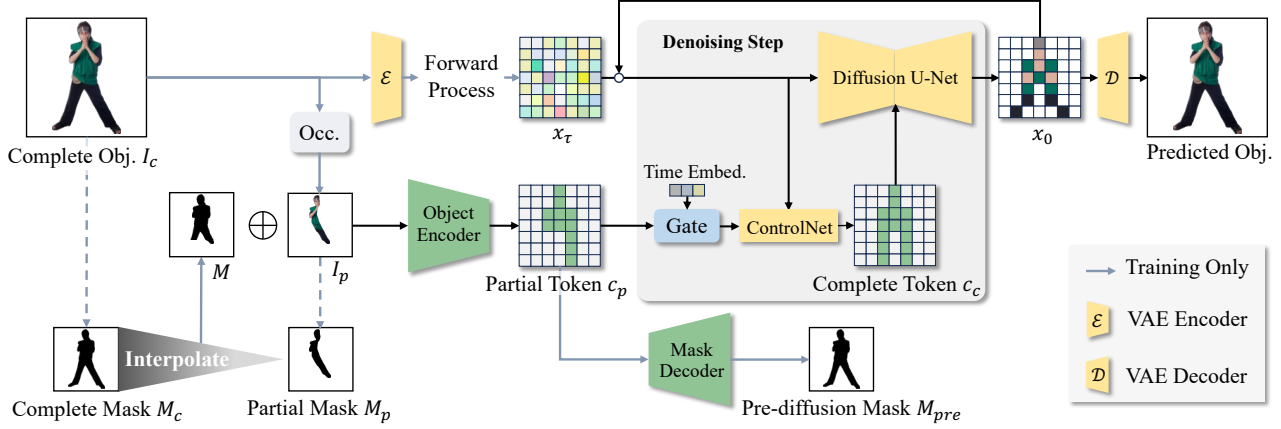 Complete Obj. I_c
Occ.
ℰ
Forward
Process
x_τ
Denoising Step
Diffusion U-Net
x_0
𝒟
Predicted Obj.
M
I_p
Object
Encoder
Partial Token c_p
Time Embed.
Gate
ControlNet
Complete Token c_c
Interpolate
Complete Mask M_c
Partial Mask M_p
Mask
Decoder
Pre-diffusion Mask M_pre
Training Only
ℰ VAE Encoder
𝒟 VAE Decoder